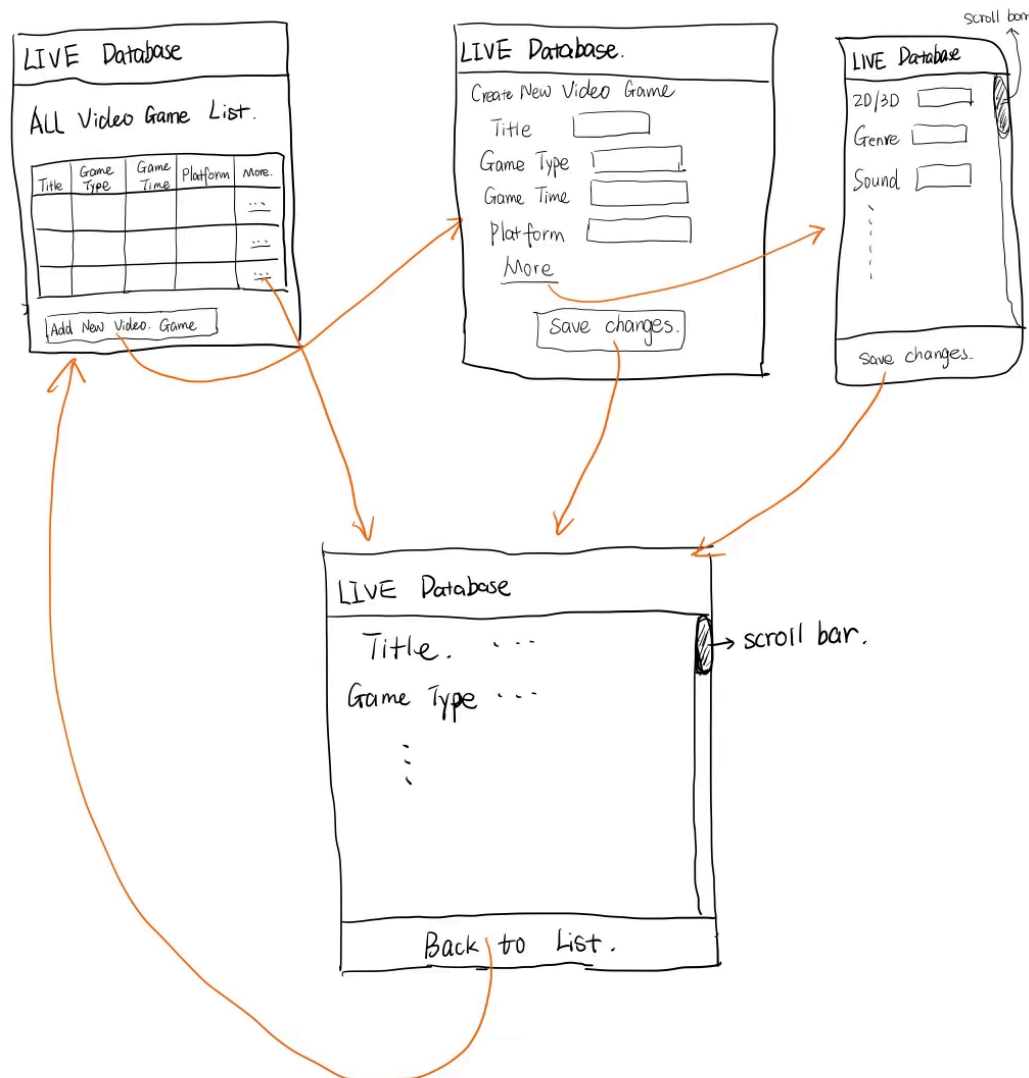 LIVE Database
ALL Video Game List.
Title Game Type Game Time Platform More.
...
...
...
Add New Video. Game
LIVE Database.
Create New Video Game
Title
Game Type
Game Time
Platform
More
Save changes.
scroll bar
LIVE Database
2D/3D
Genre
Sound
Save changes.
LIVE Database
Title. ...
Game Type ...
scroll bar.
Back to List.